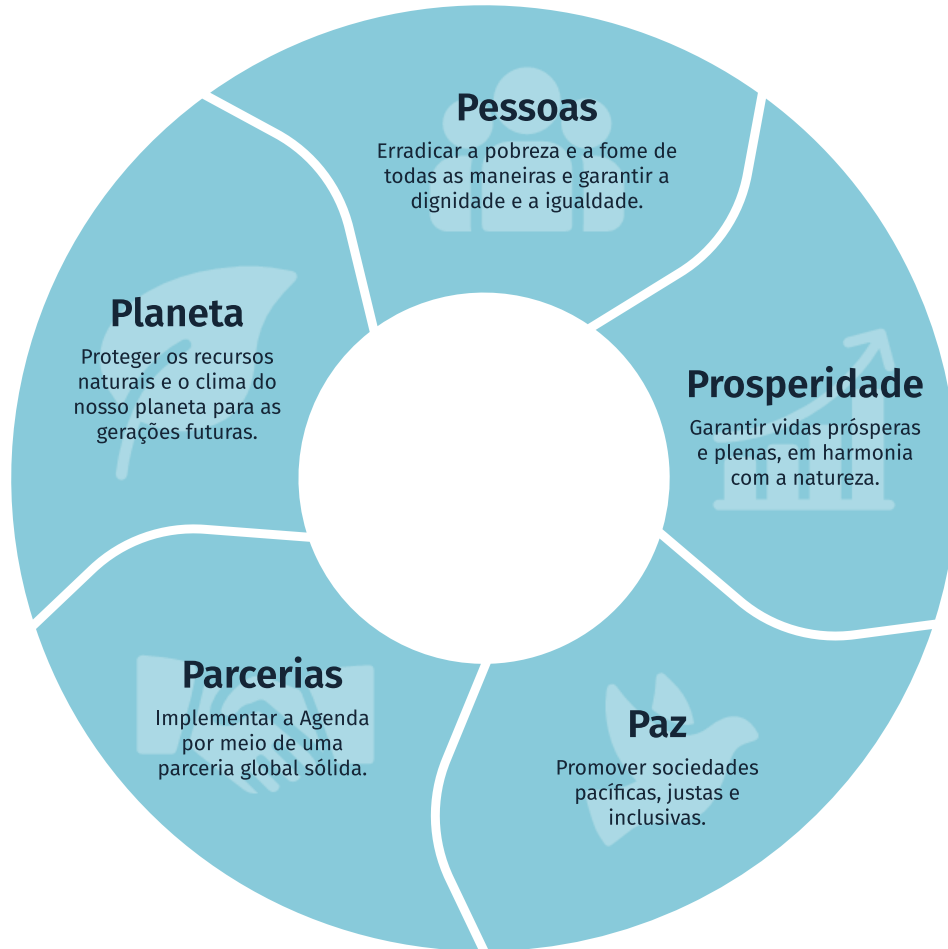 Pessoas
Erradicar a pobreza e a fome de
todas as maneiras e garantir a
dignidade e a igualdade.
Prosperidade
Garantir vidas prósperas
e plenas, em harmonia
com a natureza.
Paz
Promover sociedades
pacíficas, justas e
inclusivas.
Parcerias
Implementar a Agenda
por meio de uma
parceria global sólida.
Planeta
Proteger os recursos
naturais e o clima do
nosso planeta para as
gerações futuras.